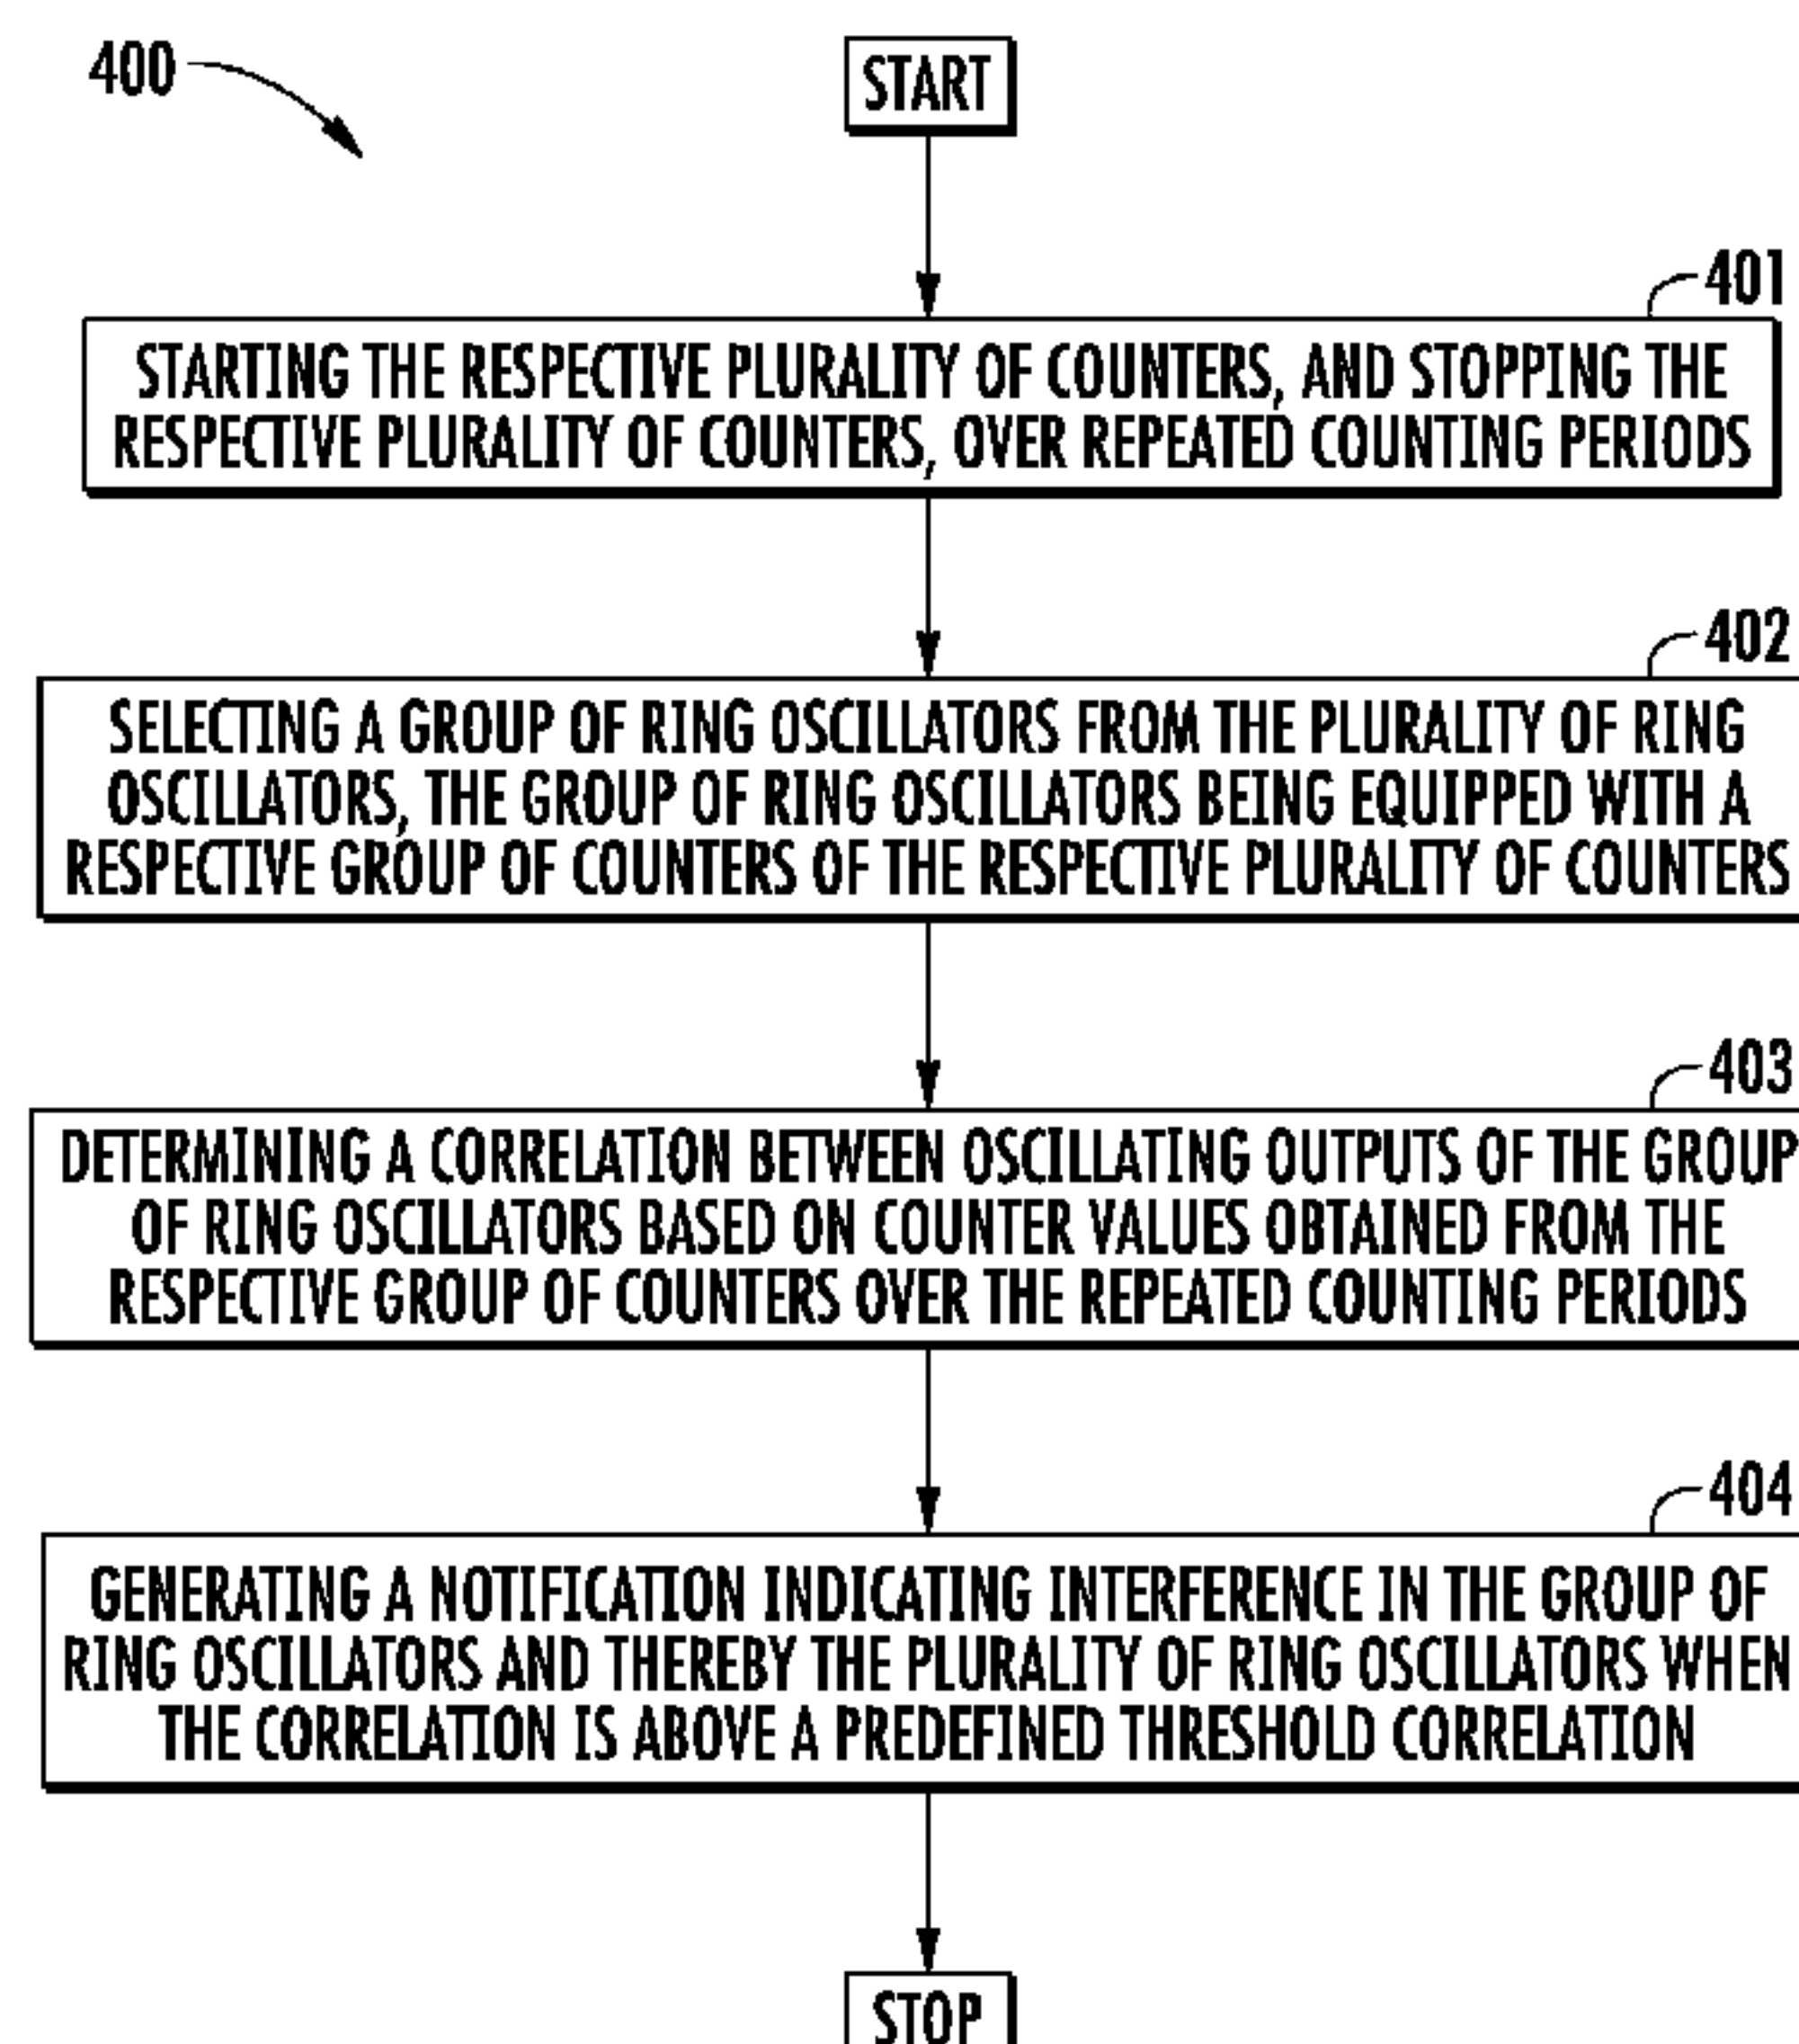 400
START
401
STARTING THE RESPECTIVE PLURALITY OF COUNTERS, AND STOPPING THE
RESPECTIVE PLURALITY OF COUNTERS, OVER REPEATED COUNTING PERIODS
402
SELECTING A GROUP OF RING OSCILLATORS FROM THE PLURALITY OF RING
OSCILLATORS, THE GROUP OF RING OSCILLATORS BEING EQUIPPED WITH A
RESPECTIVE GROUP OF COUNTERS OF THE RESPECTIVE PLURALITY OF COUNTERS
403
DETERMINING A CORRELATION BETWEEN OSCILLATING OUTPUTS OF THE GROUP
OF RING OSCILLATORS BASED ON COUNTER VALUES OBTAINED FROM THE
RESPECTIVE GROUP OF COUNTERS OVER THE REPEATED COUNTING PERIODS
404
GENERATING A NOTIFICATION INDICATING INTERFERENCE IN THE GROUP OF
RING OSCILLATORS AND THEREBY THE PLURALITY OF RING OSCILLATORS WHEN
THE CORRELATION IS ABOVE A PREDEFINED THRESHOLD CORRELATION
STOP